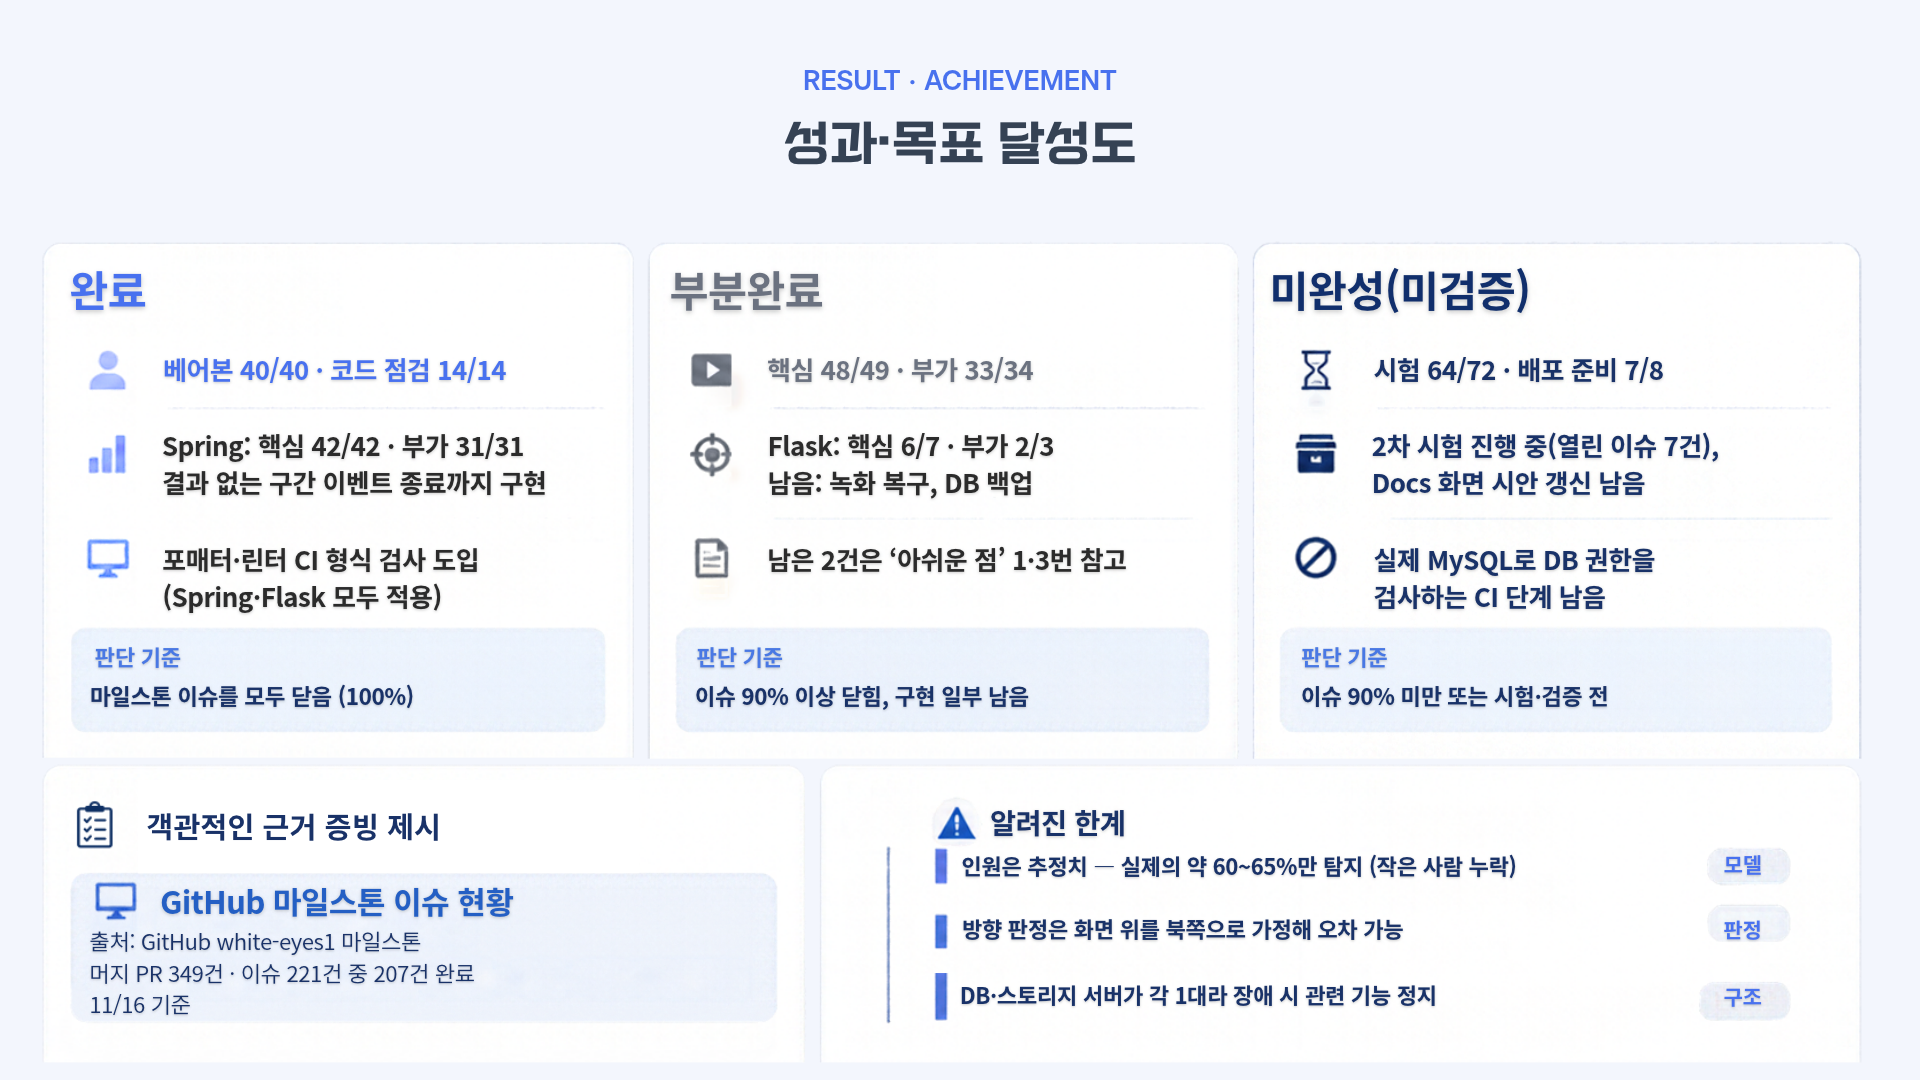 RESULT · ACHIEVEMENT
성과·목표 달성도
완료
베어본 40/40 · 코드 점검 14/14
Spring: 핵심 42/42 · 부가 31/31
결과 없는 구간 이벤트 종료까지 구현
포매터·린터 CI 형식 검사 도입
(Spring·Flask 모두 적용)
판단 기준
마일스톤 이슈를 모두 닫음 (100%)
부분완료
핵심 48/49 · 부가 33/34
Flask: 핵심 6/7 · 부가 2/3
남음: 녹화 복구, DB 백업
남은 2건은 ‘아쉬운 점’ 1·3번 참고
판단 기준
이슈 90% 이상 닫힘, 구현 일부 남음
미완성(미검증)
시험 64/72 · 배포 준비 7/8
2차 시험 진행 중(열린 이슈 7건),
Docs 화면 시안 갱신 남음
실제 MySQL로 DB 권한을
검사하는 CI 단계 남음
판단 기준
이슈 90% 미만 또는 시험·검증 전
객관적인 근거 증빙 제시
GitHub 마일스톤 이슈 현황
출처: GitHub white-eyes1 마일스톤
머지 PR 349건 · 이슈 221건 중 207건 완료
11/16 기준
알려진 한계
인원은 추정치 — 실제의 약 60~65%만 탐지 (작은 사람 누락)
모델
방향 판정은 화면 위를 북쪽으로 가정해 오차 가능
판정
DB·스토리지 서버가 각 1대라 장애 시 관련 기능 정지
구조